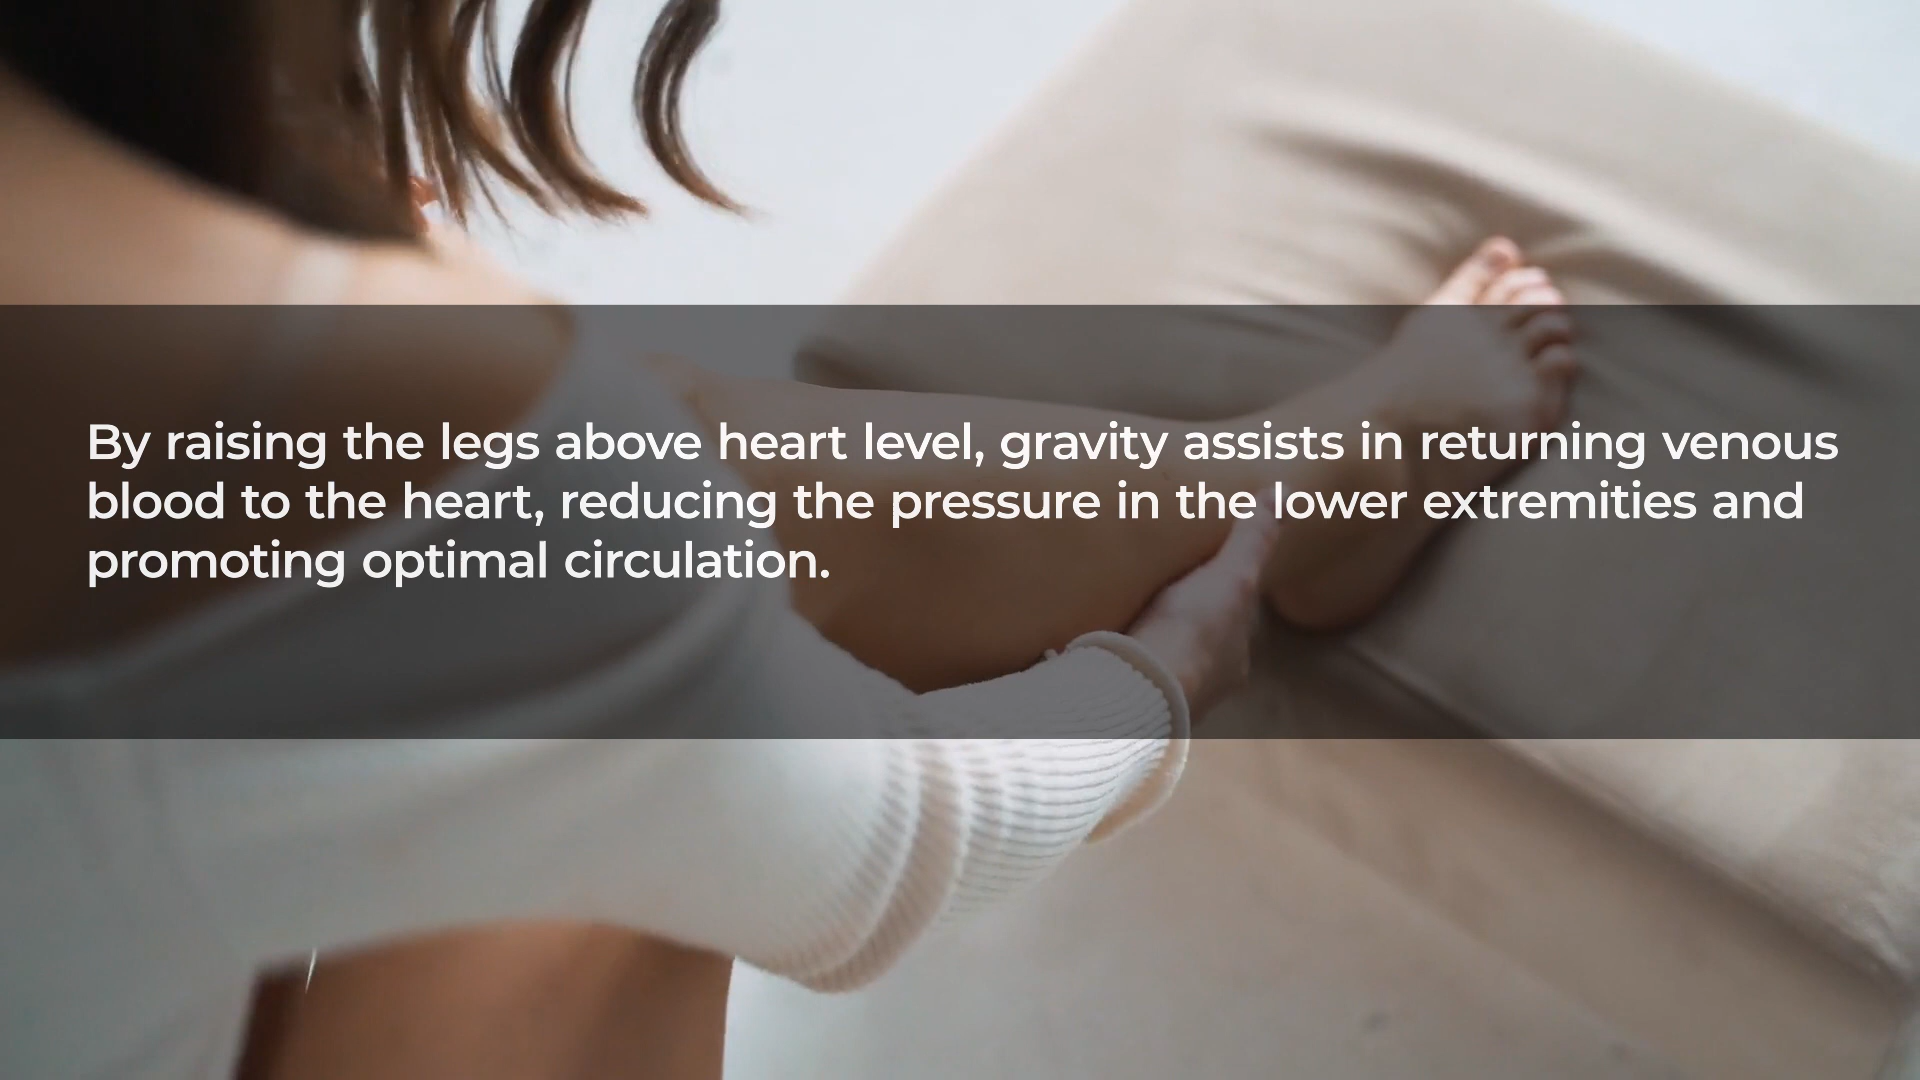 By raising the legs above heart level, gravity assists in returning venous
blood to the heart, reducing the pressure in the lower extremities and
promoting optimal circulation.